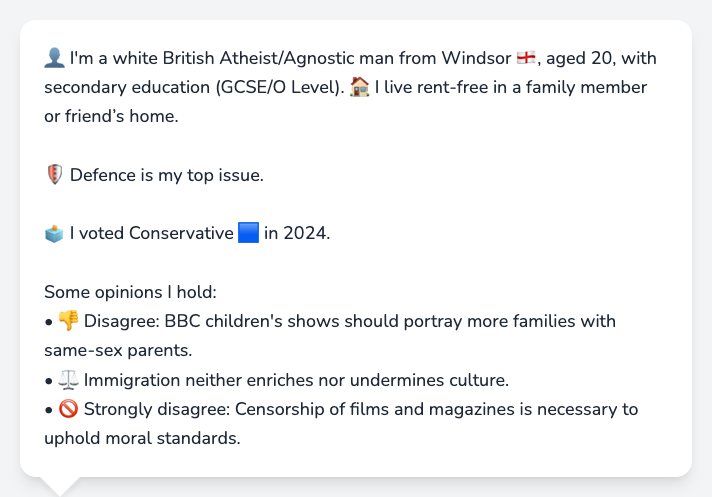 👤 I'm a white British Atheist/Agnostic man from Windsor 🏴󠁧󠁢󠁥󠁮󠁧󠁿, aged 20, with
secondary education (GCSE/O Level). 🏠 I live rent-free in a family member
or friend’s home.
🛡️ Defence is my top issue.
🗳️ I voted Conservative 🟦 in 2024.
Some opinions I hold:
• 👎 Disagree: BBC children's shows should portray more families with
same-sex parents.
• ⚖️ Immigration neither enriches nor undermines culture.
• 🚫 Strongly disagree: Censorship of films and magazines is necessary to
uphold moral standards.